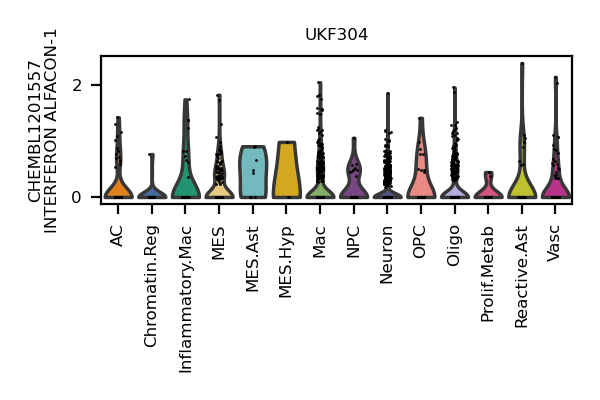 UKF304
CHEMBL1201557
INTERFERON ALFACON-1
2
0
AC
Chromatin.Reg
Inflammatory.Mac
MES
MES.Ast
MES.Hyp
Mac
NPC
Neuron
OPC
Oligo
Prolif.Metab
Reactive.Ast
Vasc